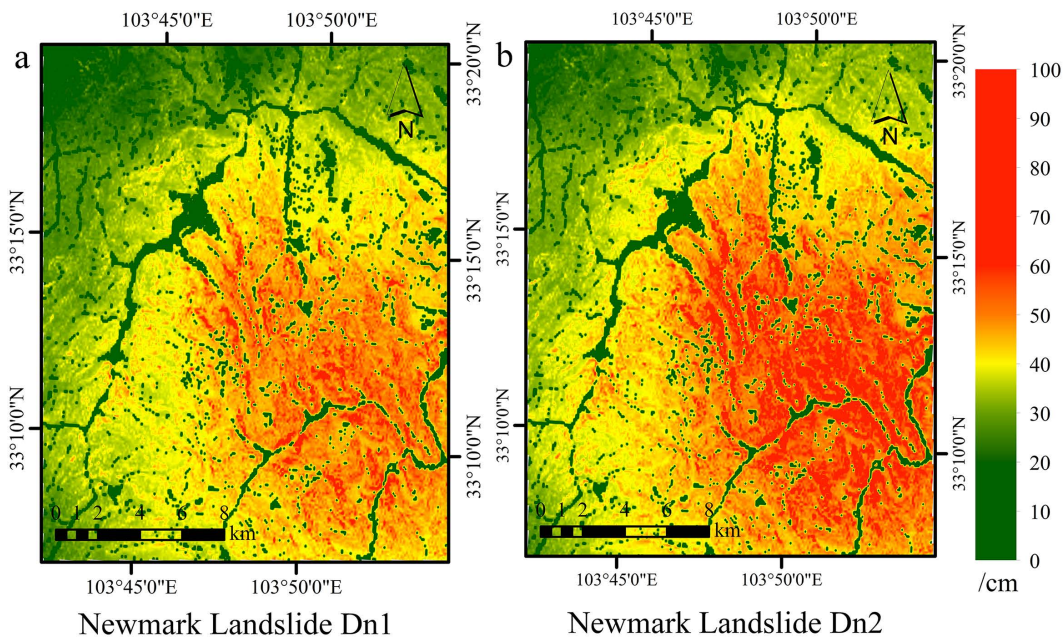 103°45'0"E 103°50'0"E 103°45'0"E 103°50'0"E
a b
33°20'0"N 33°20'0"N
N N
33°15'0"N 33°15'0"N 33°15'0"N 33°15'0"N
33°10'0"N 33°10'0"N 33°10'0"N 33°10'0"N
0 1 2 4 6 8
km
0 1 2 4 6 8
km
103°45'0"E 103°50'0"E 103°45'0"E 103°50'0"E
100
90
80
70
60
50
40
30
20
10
0
/cm
Newmark Landslide Dn1 Newmark Landslide Dn2